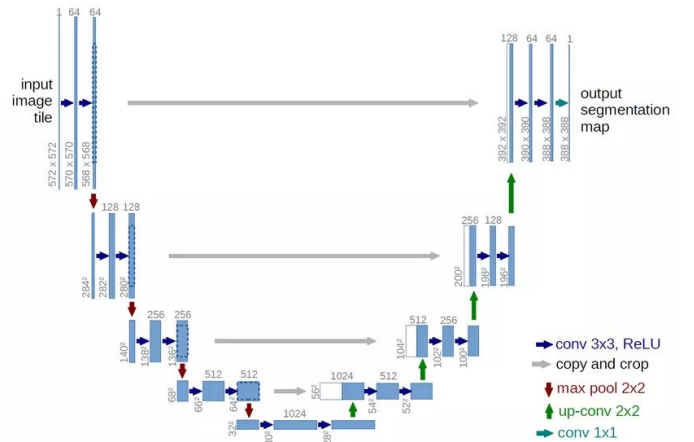 1 64 64
128 64 64 1
input
image
tile
output
segmentation
map
572 x 572
570 x 570
568 x 568
392 x 392
390 x 390
388 x 388
388 x 388
128 128
256 128
284²
282²
280²
200²
198²
196²
256 256
512 256
140²
138²
136²
104²
102²
100²
512 512
1024 512
68²
66²
64²
56²
54²
52²
1024
32²
28²
conv 3x3, ReLU
copy and crop
max pool 2x2
up-conv 2x2
conv 1x1